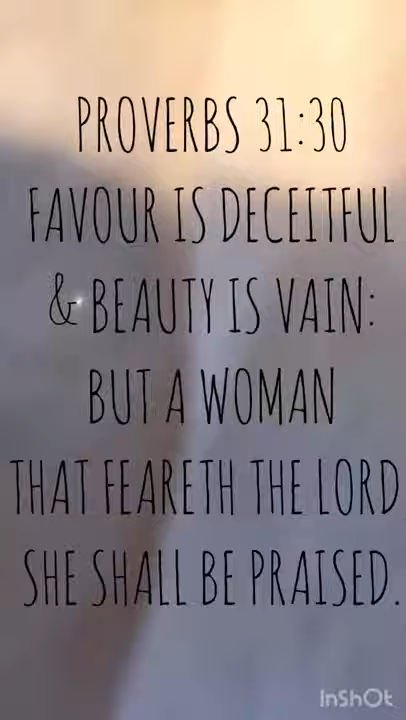 PROVERBS 31:30
FAVOUR IS DECEITFUL
& BEAUTY IS VAIN:
BUT A WOMAN
THAT FEARETH THE LORD
SHE SHALL BE PRAISED.
InShOt